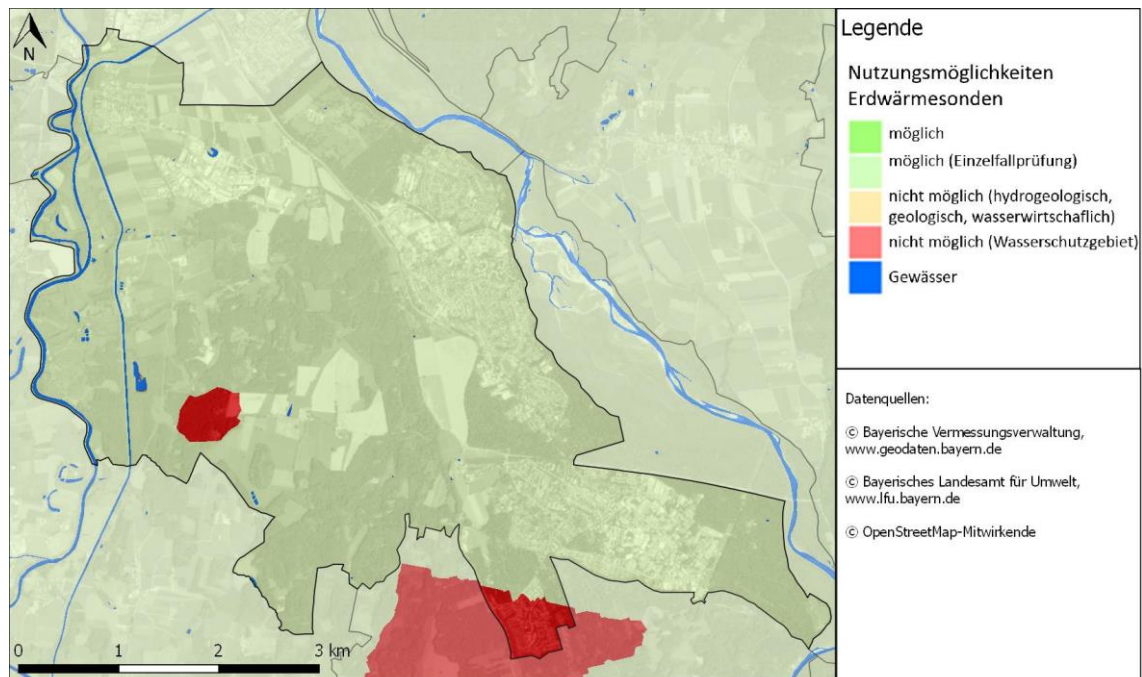 N
0 1 2 3 km
Legende
Nutzungsmöglichkeiten
Erdwärmesonden
möglich
möglich (Einzelfallprüfung)
nicht möglich (hydrogeologisch,
geologisch, wasserwirtschaflich)
nicht möglich (Wasserschutzgebiet)
Gewässer
Datenquellen:
© Bayerische Vermessungsverwaltung,
www.geodaten.bayern.de
© Bayerisches Landesamt für Umwelt,
www.lfu.bayern.de
© OpenStreetMap-Mitwirkende